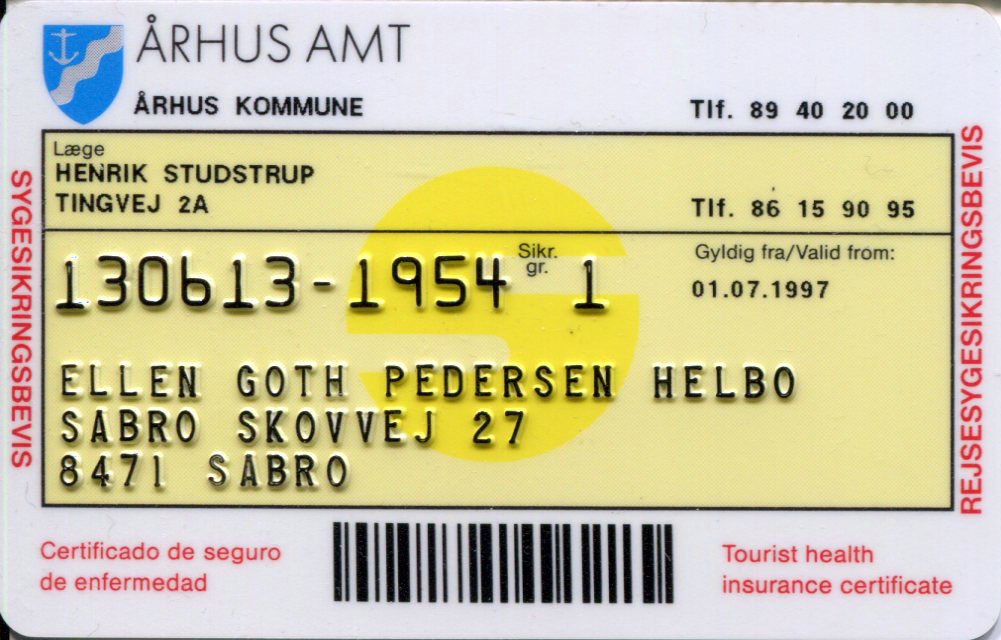 ÅRHUS AMT
ÅRHUS KOMMUNE Tlf. 89 40 20 00
Læge
HENRIK STUDSTRUP
TINGVEJ 2A Tlf. 86 15 90 95
130613-1954 Sikr. gr. 1
Gyldig fra/Valid from:
01.07.1997
ELLEN GOTH PEDERSEN HELBO
SABRO SKOVVEJ 27
8471 SABRO
SYGESIKRINGSBEVIS
REJSESYGESIKRINGSBEVIS
Certificado de seguro
de enfermedad
Tourist health
insurance certificate